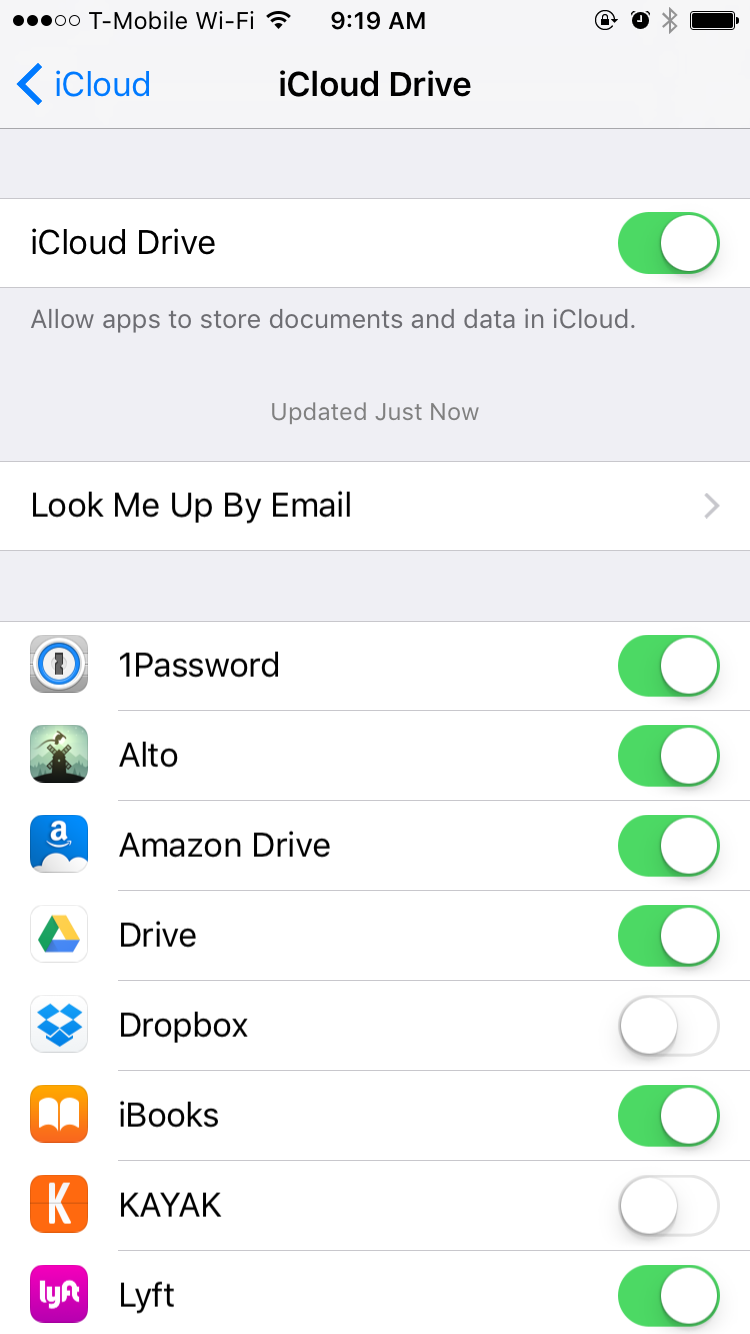 T-Mobile Wi-Fi 9:19 AM
iCloud iCloud Drive
iCloud Drive
Allow apps to store documents and data in iCloud.
Updated Just Now
Look Me Up By Email
1Password
Alto
a Amazon Drive
Drive
Dropbox
iBooks
K KAYAK
lyft Lyft